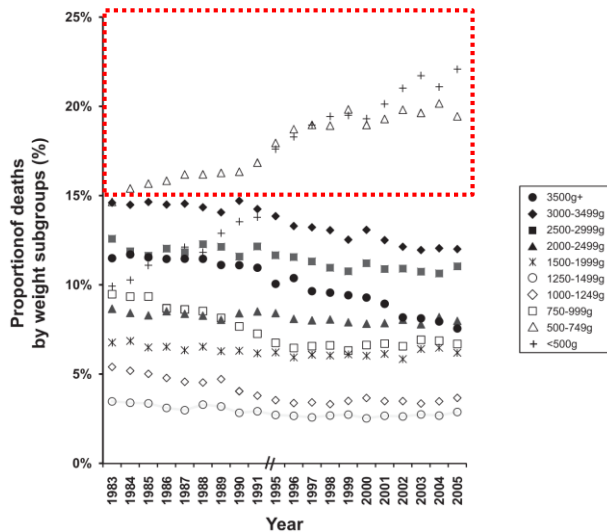 25%
20%
15%
10%
5%
0%
Proportionof deaths
by weight subgroups (%)
1983
1984
1985
1986
1987
1988
1989
1990
1991
1995
1996
1997
1998
1999
2000
2001
2002
2003
2004
2005
Year
3500g+
3000-3499g
2500-2999g
2000-2499g
1500-1999g
1250-1499g
1000-1249g
750-999g
500-749g
<500g